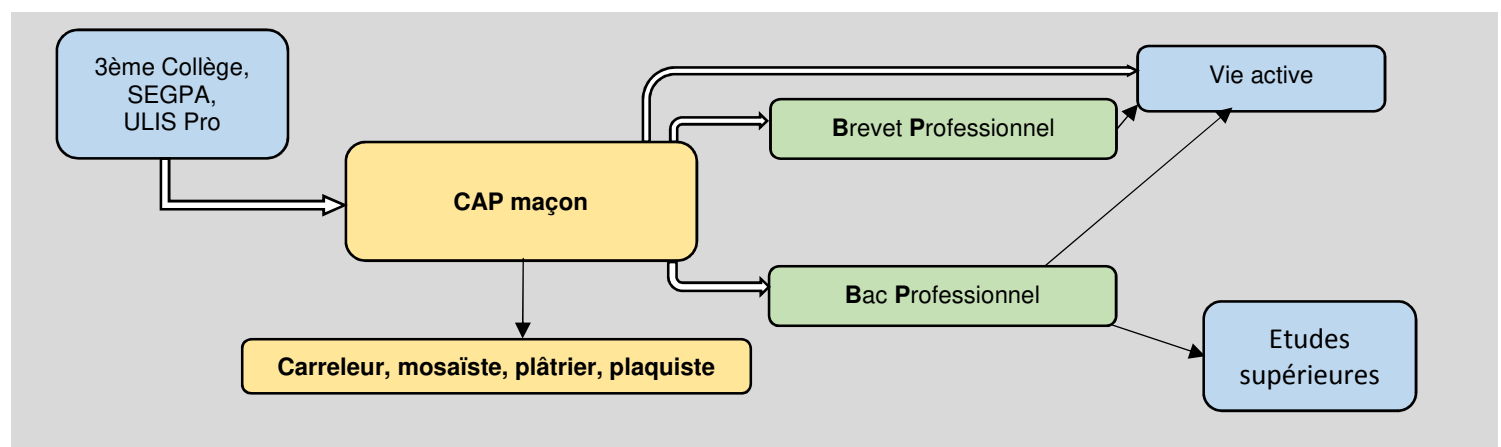 3ème Collège,
SEGPA,
ULIS Pro
Vie active
Brevet Professionnel
CAP maçon
Bac Professionnel
Carreleur, mosaïste, plâtrier, plaquiste
Etudes
supérieures